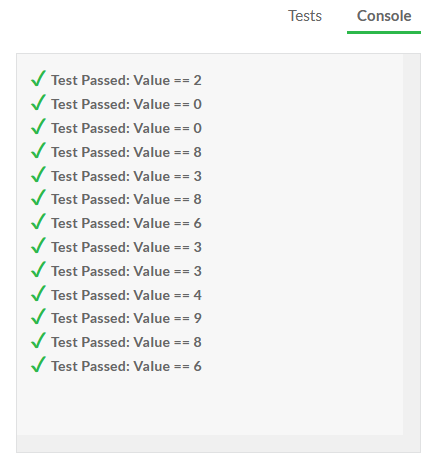 Tests Console
✓ Test Passed: Value == 2
✓ Test Passed: Value == 0
✓ Test Passed: Value == 0
✓ Test Passed: Value == 8
✓ Test Passed: Value == 3
✓ Test Passed: Value == 8
✓ Test Passed: Value == 6
✓ Test Passed: Value == 3
✓ Test Passed: Value == 3
✓ Test Passed: Value == 4
✓ Test Passed: Value == 9
✓ Test Passed: Value == 8
✓ Test Passed: Value == 6